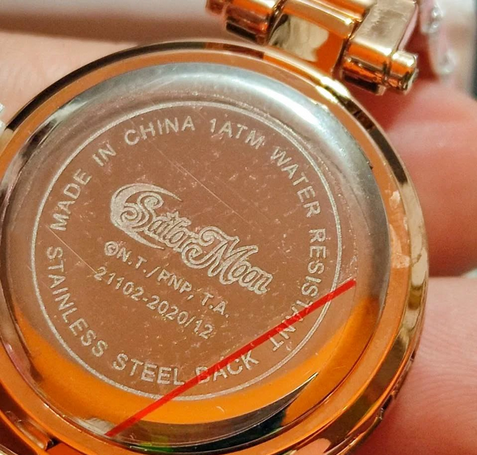 MADE IN CHINA 1ATM WATER RESISTANT
Sailor Moon
©N.T./PNP, T.A.
21102-2020/12
STAINLESS STEEL BACK